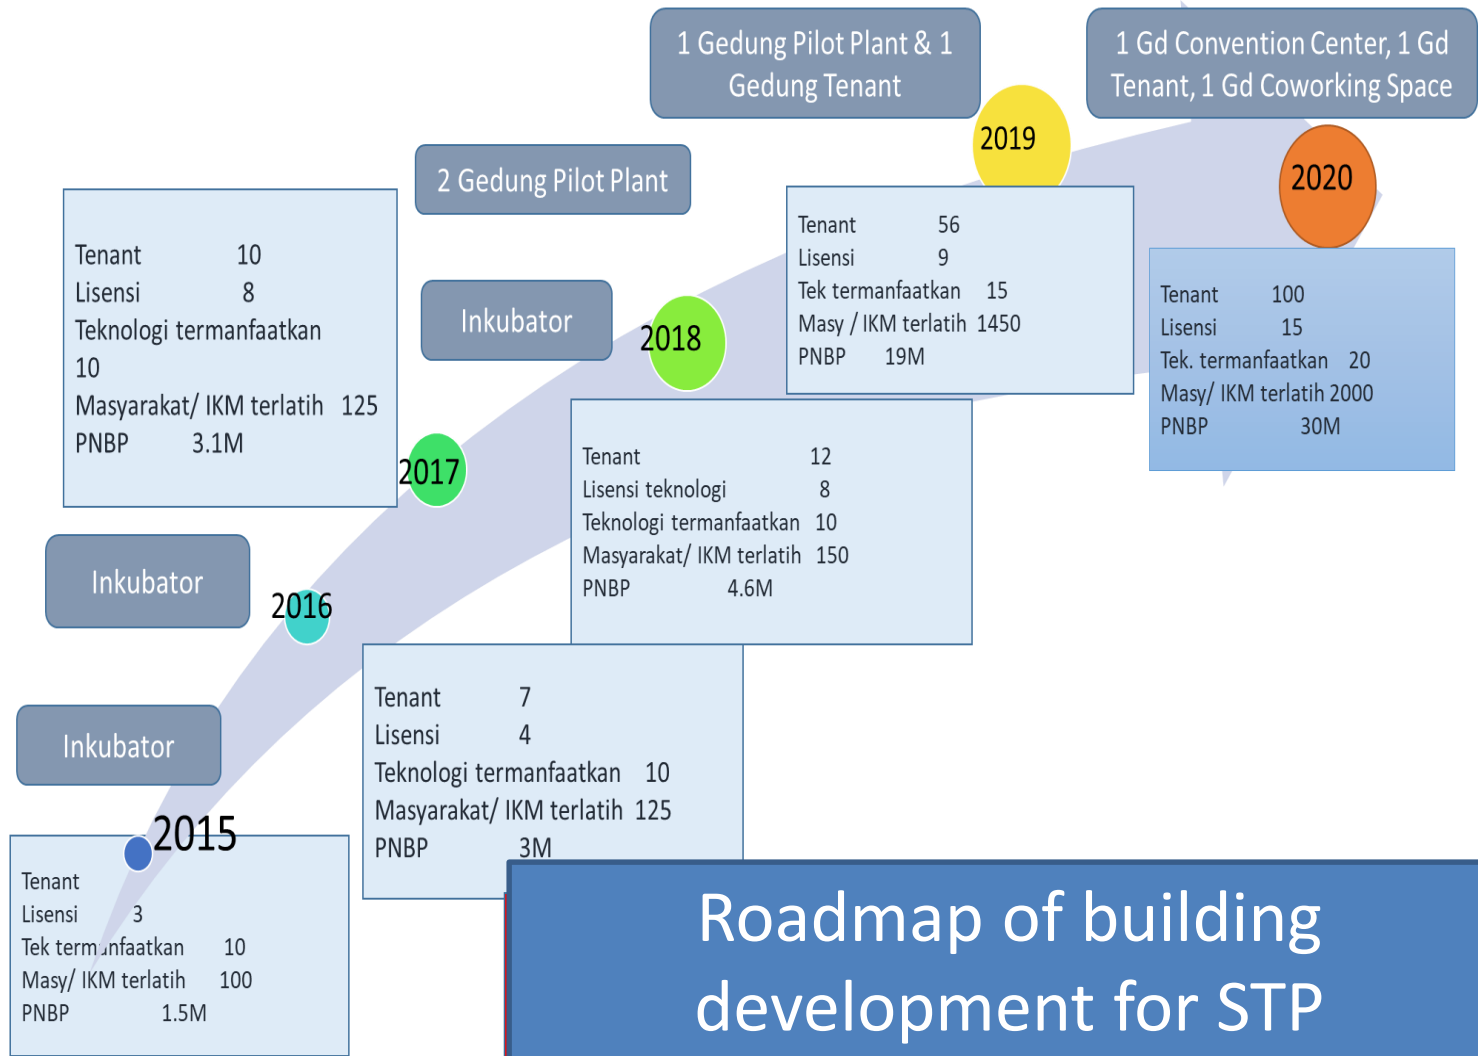 1 Gedung Pilot Plant & 1
Gedung Tenant
1 Gd Convention Center, 1 Gd
Tenant, 1 Gd Coworking Space
2019
2020
2 Gedung Pilot Plant
Tenant 10
Lisensi 8
Teknologi termanfaatkan
10
Masyarakat/ IKM terlatih 125
PNBP 3.1M
Tenant 56
Lisensi 9
Tek termanfaatkan 15
Masy / IKM terlatih 1450
PNBP 19M
Tenant 100
Lisensi 15
Tek. termanfaatkan 20
Masy/ IKM terlatih 2000
PNBP 30M
Inkubator
2018
2017
Tenant 12
Lisensi teknologi 8
Teknologi termanfaatkan 10
Masyarakat/ IKM terlatih 150
PNBP 4.6M
Inkubator
2016
Tenant 7
Lisensi 4
Teknologi termanfaatkan 10
Masyarakat/ IKM terlatih 125
PNBP 3M
Inkubator
2015
Tenant
Lisensi 3
Tek termanfaatkan 10
Masy/ IKM terlatih 100
PNBP 1.5M
Roadmap of building
development for STP